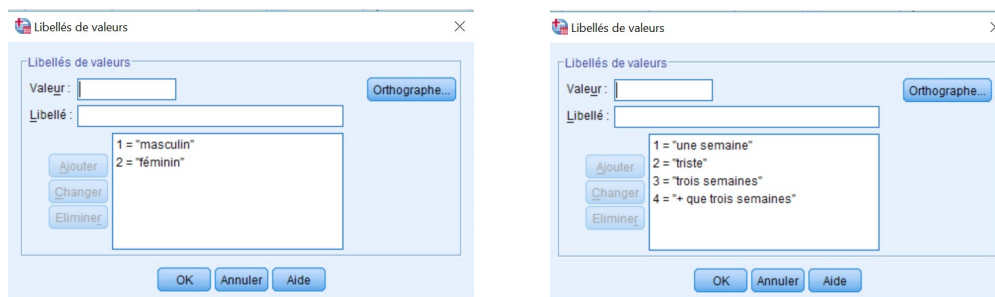 Libellés de valeurs
Libellés de valeurs
Valeur :
Orthographe...
Libellé :
1 = "masculin"
2 = "féminin"
Ajouter
Changer
Eliminer
OK Annuler Aide
Libellés de valeurs
Libellés de valeurs
Valeur :
Orthographe...
Libellé :
1 = "une semaine"
2 = "triste"
3 = "trois semaines"
4 = "+ que trois semaines"
Ajouter
Changer
Eliminer
OK Annuler Aide